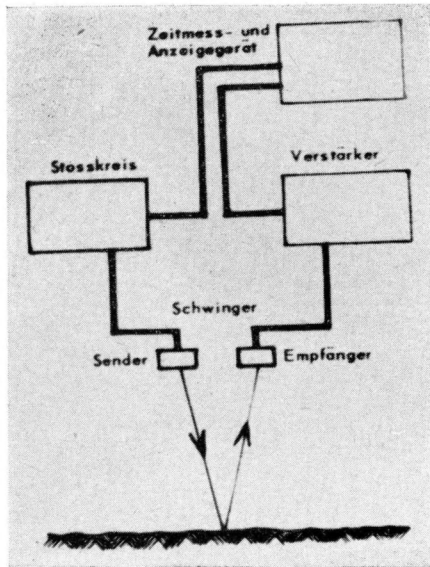 Zeitmess- und
Anzeigegerät
Stosskreis
Verstärker
Schwinger
Sender
Empfänger